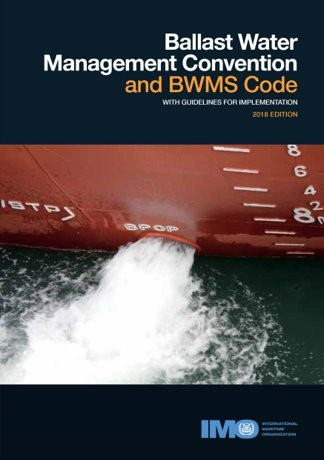 Ballast Water
Management Convention
and BWMS Code
WITH GUIDELINES FOR IMPLEMENTATION
2018 EDITION
8
6
4
2
8
IMO
INTERNATIONAL
MARITIME
ORGANIZATION